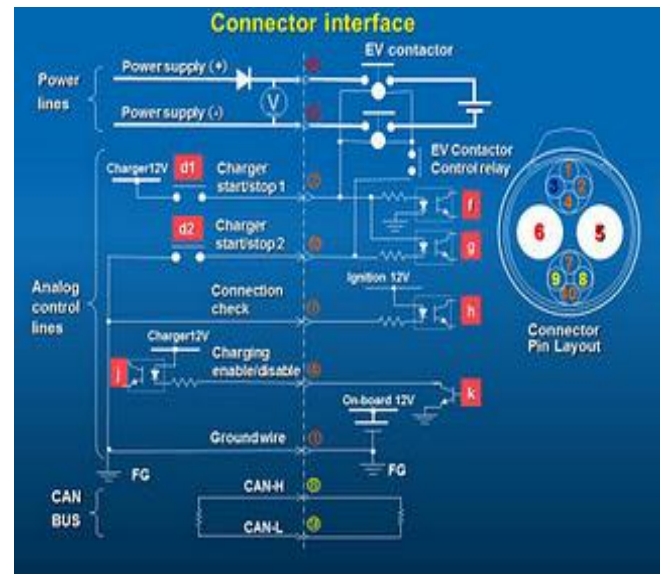 Connector interface
EV contactor
Power
lines
Power supply (+)
Power supply (-)
V
EV Contactor
Control relay
Charger12V
d1
Charger
start/stop 1
f
d2
Charger
start/stop 2
g
Analog
control
lines
Connection
check
Ignition 12V
h
Charger12V
j
Charging
enable/disable
k
On-board 12V
Ground wire
FG
FG
CAN
BUS
CAN-H
CAN-L
1
3
2
4
6
5
7
9
8
10
Connector
Pin Layout